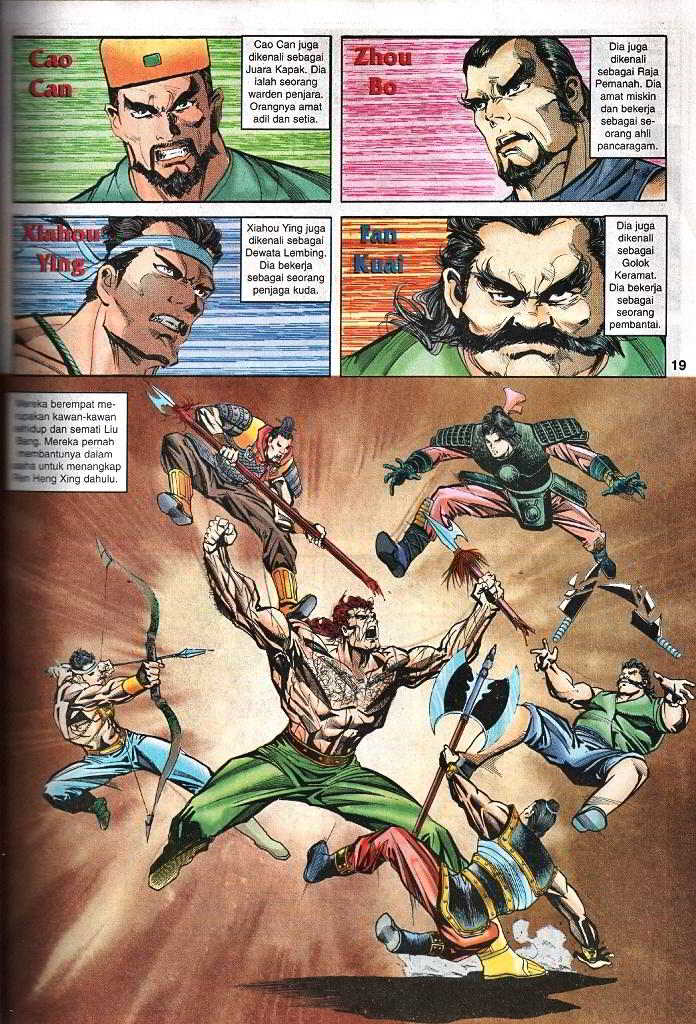 Cao
Can
Cao Can juga
dikenali sebagai
Juara Kapak. Dia
ialah seorang
warden penjara.
Orangnya amat
adil dan setia.
Zhou
Bo
Dia juga
dikenali sebagai
sebagai Raja
Pemanah. Dia
amat miskin
dan bekerja
sebagai se-
orang ahli
pancaragam.
Xiahou
Ying
Xiahou Ying juga
dikenali sebagai
Dewata Lembing.
Dia bekerja
sebagai seorang
penjaga kuda.
Fan
Kuai
Dia juga
dikenali
sebagai
Golok
Keramat.
Dia bekerja
sebagai
seorang
pembantai.
19
Mereka berempat me-
rupakan kawan-kawan
sehidup dan semati Liu
Bang. Mereka pernah
membantunya dalam
usaha untuk menangkap
Heng Xing dahulu.